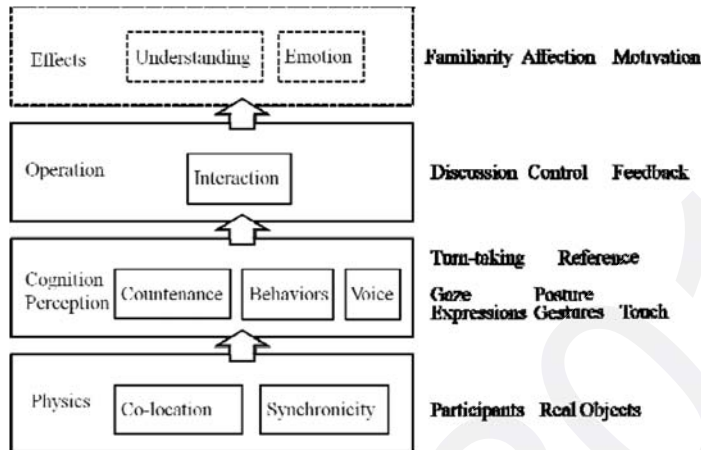 Effects Understanding Emotion Familiarity Affection Motivation
Operation Interaction Discussion Control Feedback
Turn-taking Reference
Cognition
Perception Countenance Behaviors Voice Gaze Posture
Expressions Gestures Touch
Physics Co-location Synchronicity Participants Real Objects